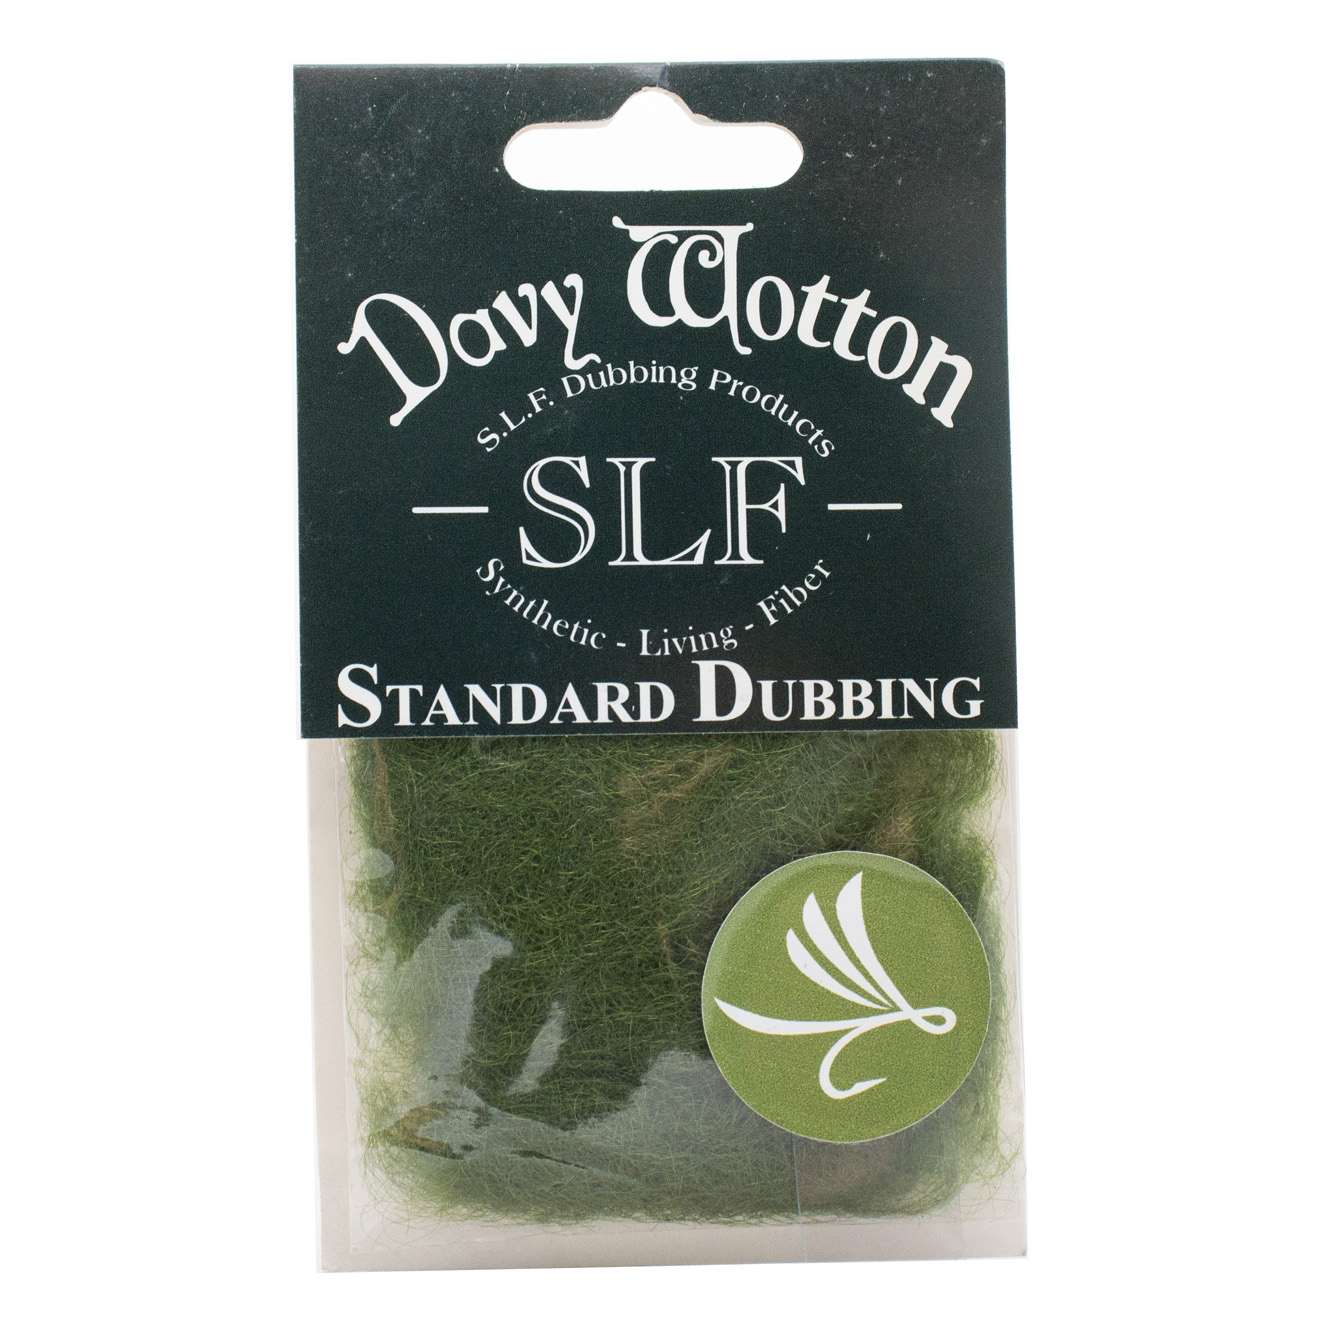 Davy Wotton
S.L.F. Dubbing Products
SLF
Synthetic - Living - Fiber
STANDARD DUBBING